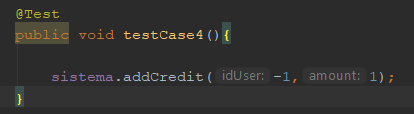 @Test
public void testCase4(){
sistema.addCredit( idUser: -1, amount: 1);
}